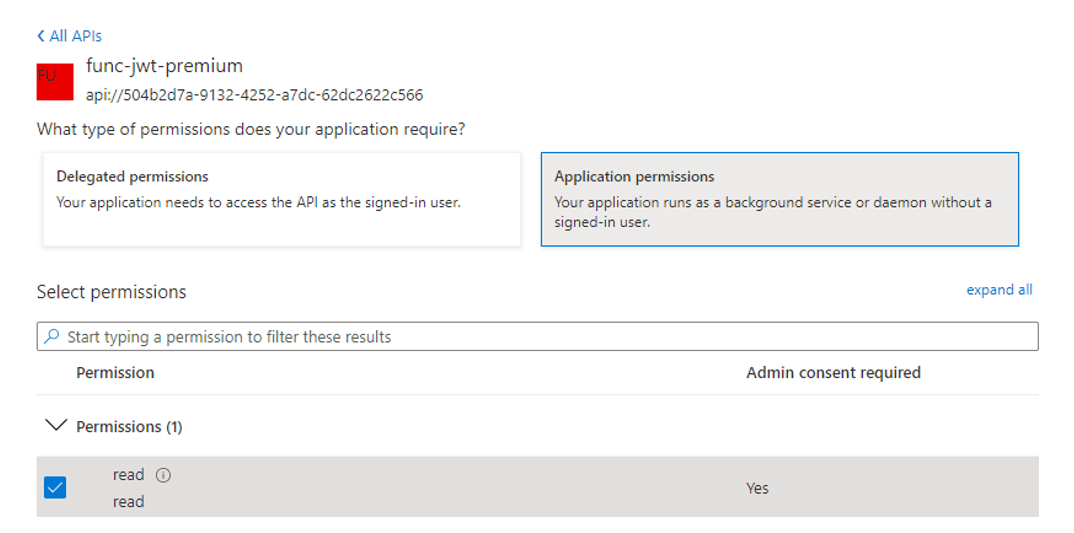 All APIs
FU
func-jwt-premium
api://504b2d7a-9132-4252-a7dc-62dc2622c566
What type of permissions does your application require?
Delegated permissions
Your application needs to access the API as the signed-in user.
Application permissions
Your application runs as a background service or daemon without a
signed-in user.
Select permissions
expand all
Start typing a permission to filter these results
Permission
Admin consent required
Permissions (1)
read
read
Yes